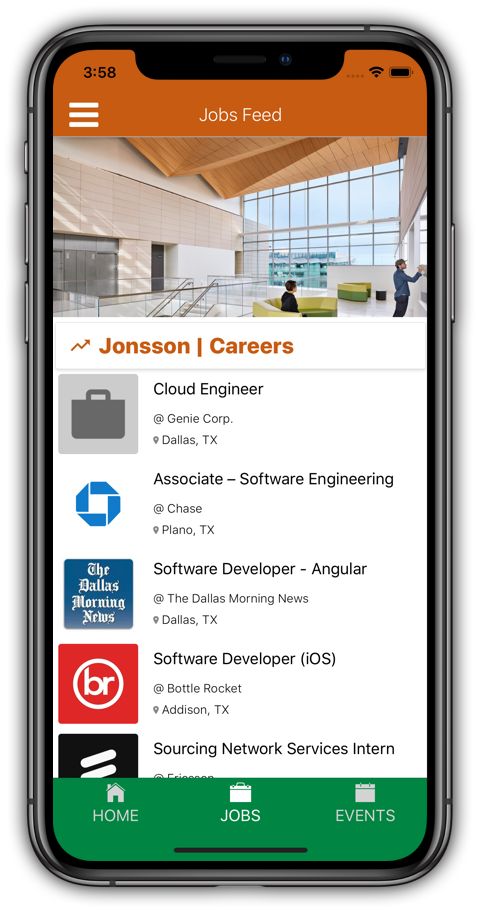 3:58
Jobs Feed
Jonsson | Careers
Cloud Engineer
@ Genie Corp.
Dallas, TX
Associate – Software Engineering
@ Chase
Plano, TX
The
Dallas
Morning
News
Software Developer - Angular
@ The Dallas Morning News
Dallas, TX
br
Software Developer (iOS)
@ Bottle Rocket
Addison, TX
Sourcing Network Services Intern
@ Ericsson
HOME
JOBS
EVENTS